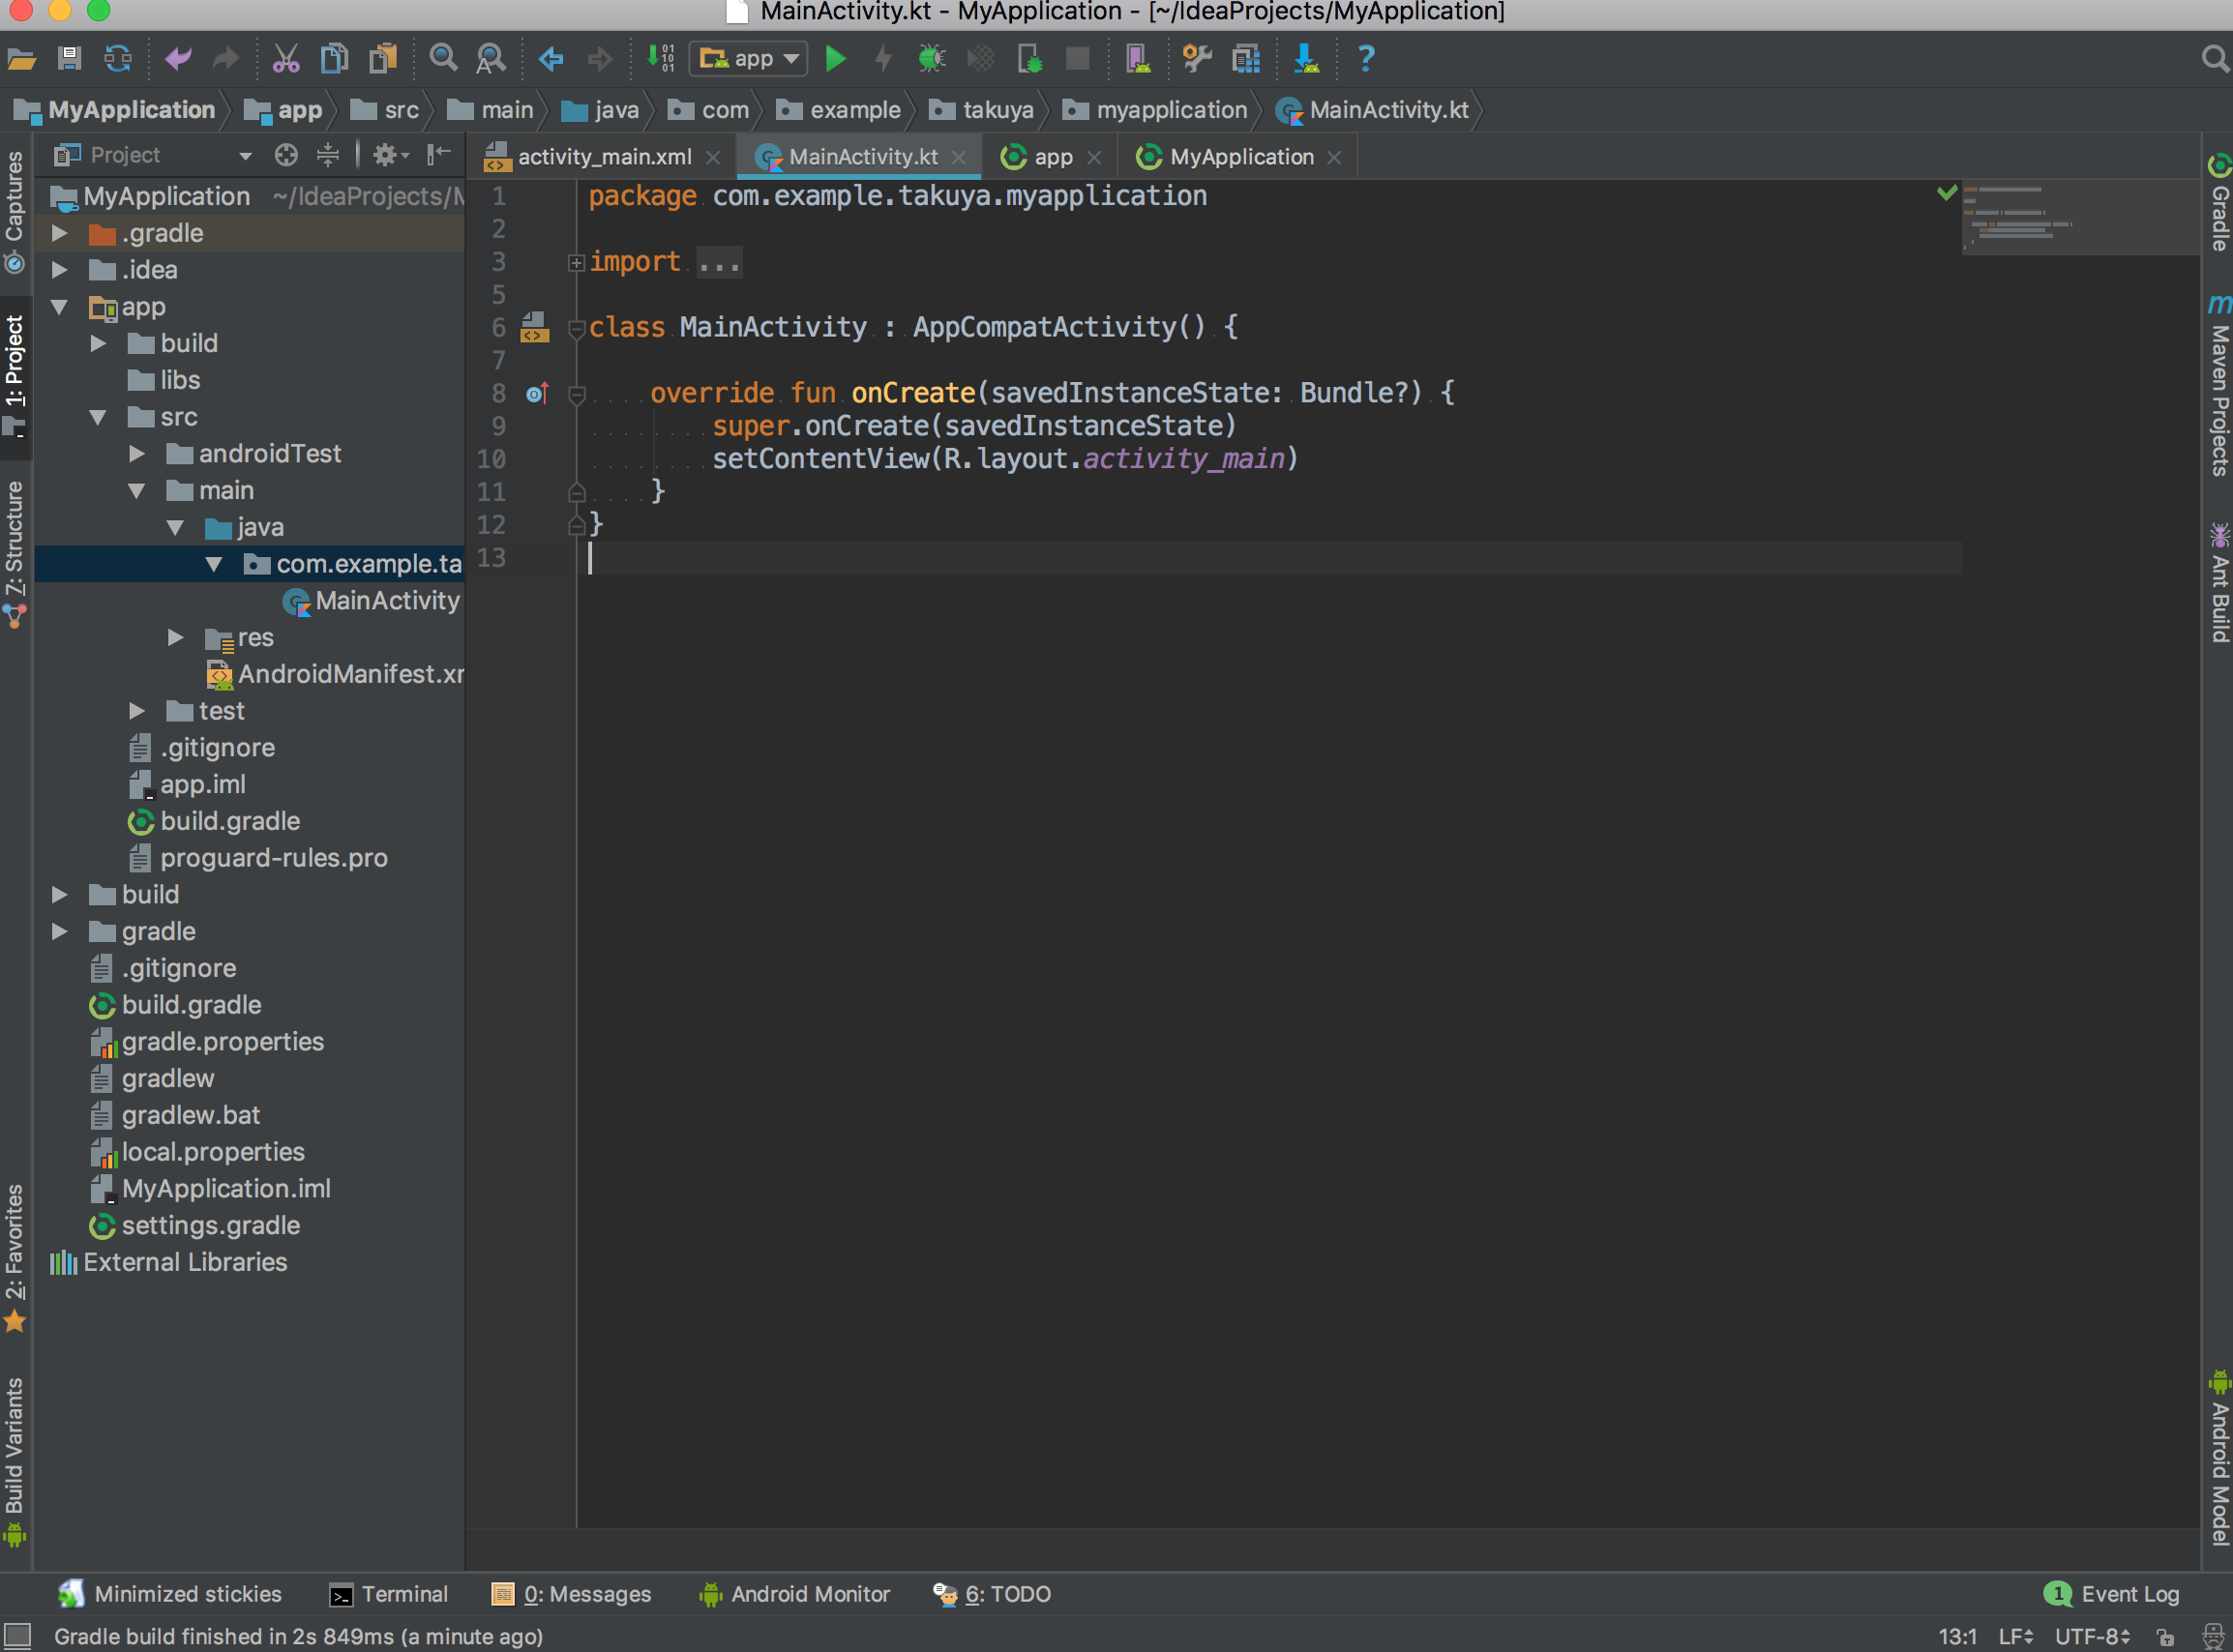 MainActivity.kt - MyApplication - [~/IdeaProjects/MyApplication]
app
?
MyApplication app src main java com example takuya myapplication MainActivity.kt
Project
activity_main.xml MainActivity.kt app MyApplication
Captures
1: Project
7: Structure
2: Favorites
Build Variants
MyApplication ~/IdeaProjects/M
.gradle
.idea
app
build
libs
src
androidTest
main
java
com.example.ta
MainActivity
res
AndroidManifest.xr
test
.gitignore
app.iml
build.gradle
proguard-rules.pro
build
gradle
.gitignore
build.gradle
gradle.properties
gradlew
gradlew.bat
local.properties
MyApplication.iml
settings.gradle
External Libraries
1 package com.example.takuya.myapplication
2
3 import ...
5
6 class MainActivity : AppCompatActivity() {
7
8 override fun onCreate(savedInstanceState: Bundle?) {
9 super.onCreate(savedInstanceState)
10 setContentView(R.layout.activity_main)
11 }
12 }
13
Gradle
Maven Projects
Ant Build
Android Model
Minimized stickies Terminal 0: Messages Android Monitor 6: TODO 1 Event Log
Gradle build finished in 2s 849ms (a minute ago) 13:1 LF UTF-8